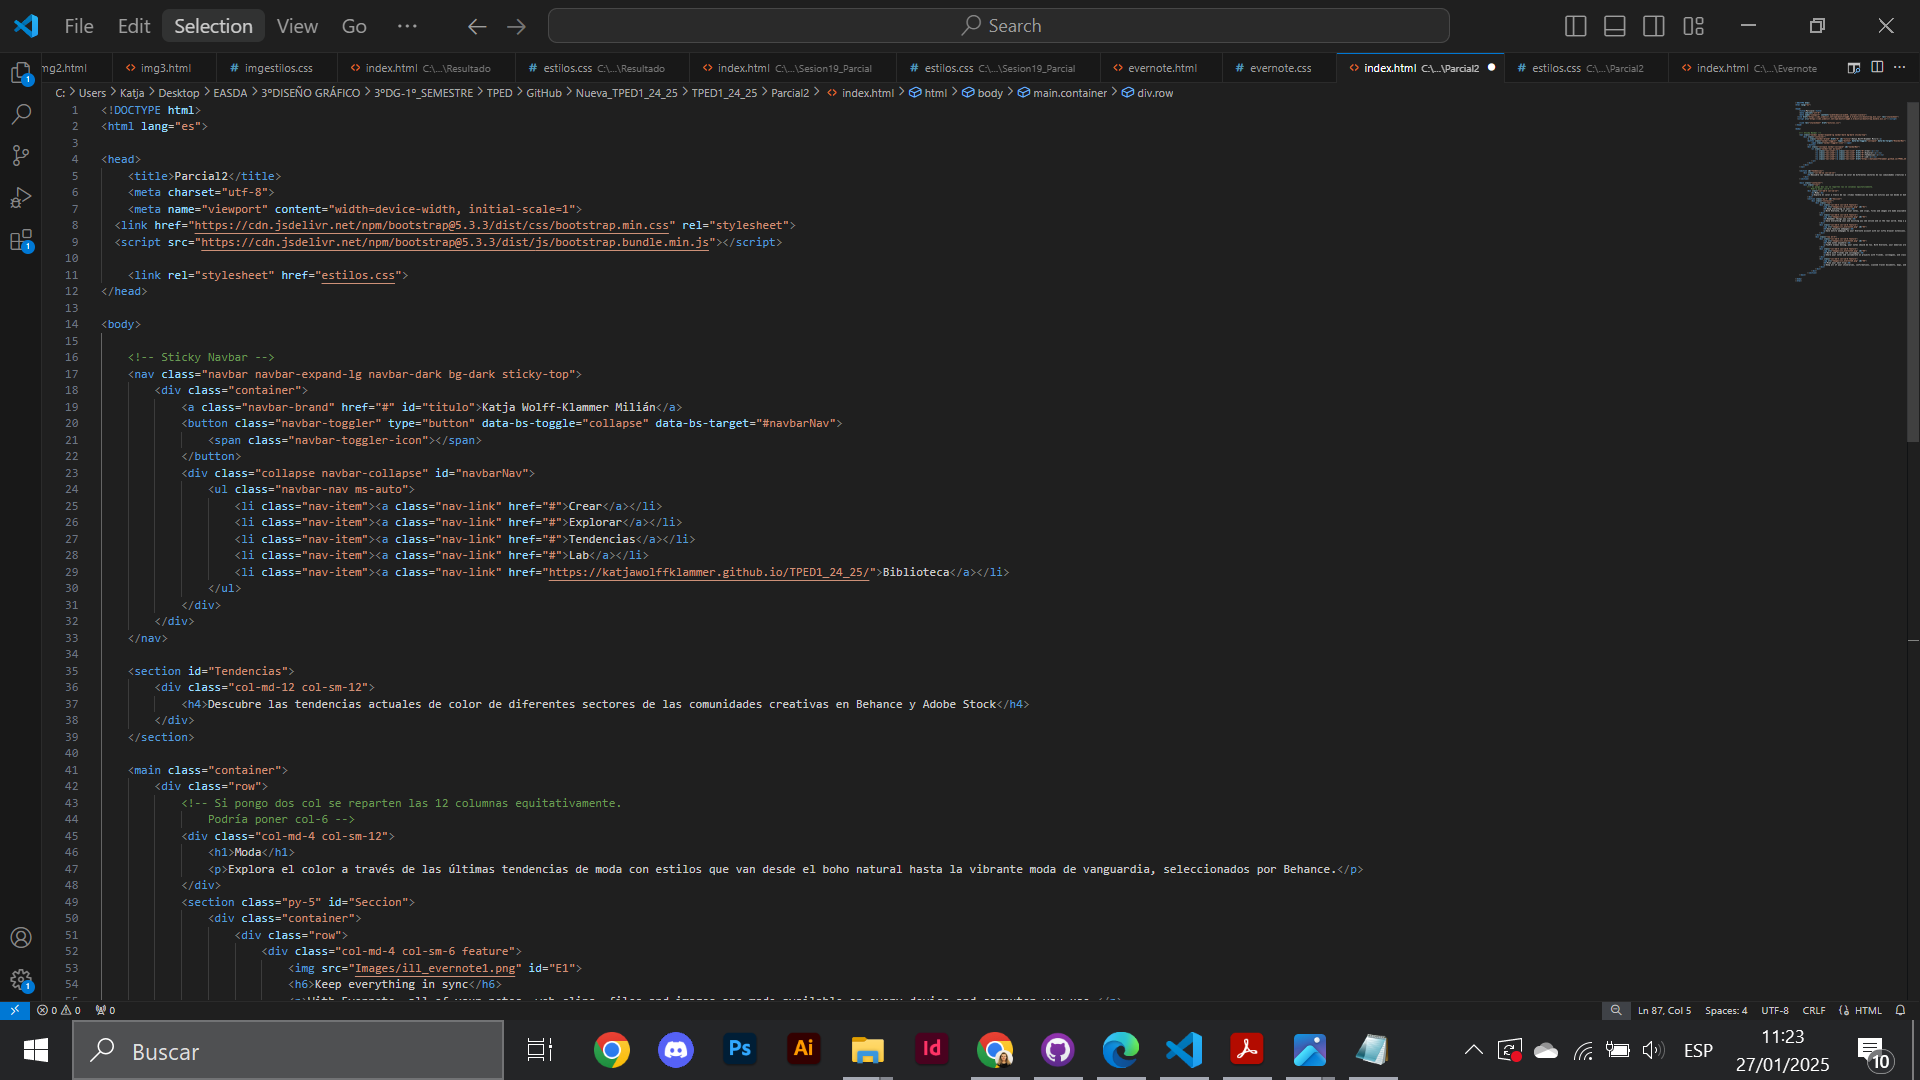 File Edit Selection View Go ··· Search
mg2.html img3.html # imgestilos.css index.html C:\...\Resultado # estilos.css C:\...\Resultado index.html C:\...\Sesion19_Parcial # estilos.css C:\...\Sesion19_Parcial evernote.html # evernote.css index.html C:\...\Parcial2 # estilos.css C:\...\Parcial2 index.html C:\...\Evernote
C: > Users > Katja > Desktop > EASDA > 3ºDISEÑO GRÁFICO > 3ºDG-1º_SEMESTRE > TPED > GitHub > Nueva_TPED1_24_25 > TPED1_24_25 > Parcial2 > index.html > html > body > main.container > div.row
1 <!DOCTYPE html>
2 <html lang="es">
3
4 <head>
5 <title>Parcial2</title>
6 <meta charset="utf-8">
7 <meta name="viewport" content="width=device-width, initial-scale=1">
8 <link href="https://cdn.jsdelivr.net/npm/bootstrap@5.3.3/dist/css/bootstrap.min.css" rel="stylesheet">
9 <script src="https://cdn.jsdelivr.net/npm/bootstrap@5.3.3/dist/js/bootstrap.bundle.min.js"></script>
10
11 <link rel="stylesheet" href="estilos.css">
12 </head>
13
14 <body>
15
16 <!-- Sticky Navbar -->
17 <nav class="navbar navbar-expand-lg navbar-dark bg-dark sticky-top">
18 <div class="container">
19 <a class="navbar-brand" href="#" id="titulo">Katja Wolff-Klammer Milián</a>
20 <button class="navbar-toggler" type="button" data-bs-toggle="collapse" data-bs-target="#navbarNav">
21 <span class="navbar-toggler-icon"></span>
22 </button>
23 <div class="collapse navbar-collapse" id="navbarNav">
24 <ul class="navbar-nav ms-auto">
25 <li class="nav-item"><a class="nav-link" href="#">Crear</a></li>
26 <li class="nav-item"><a class="nav-link" href="#">Explorar</a></li>
27 <li class="nav-item"><a class="nav-link" href="#">Tendencias</a></li>
28 <li class="nav-item"><a class="nav-link" href="#">Lab</a></li>
29 <li class="nav-item"><a class="nav-link" href="https://katjawolffklammer.github.io/TPED1_24_25/">Biblioteca</a></li>
30 </ul>
31 </div>
32 </div>
33 </nav>
34
35 <section id="Tendencias">
36 <div class="col-md-12 col-sm-12">
37 <h4>Descubre las tendencias actuales de color de diferentes sectores de las comunidades creativas en Behance y Adobe Stock</h4>
38 </div>
39 </section>
40
41 <main class="container">
42 <div class="row">
43 <!-- Si pongo dos col se reparten las 12 columnas equitativamente.
44 Podría poner col-6 -->
45 <div class="col-md-4 col-sm-12">
46 <h1>Moda</h1>
47 <p>Explora el color a través de las últimas tendencias de moda con estilos que van desde el boho natural hasta la vibrante moda de vanguardia, seleccionados por Behance.</p>
48 </div>
49 <section class="py-5" id="Seccion">
50 <div class="container">
51 <div class="row">
52 <div class="col-md-4 col-sm-6 feature">
53 <img src="Images/ill_evernote1.png" id="E1">
54 <h6>Keep everything in sync</h6>
0 0 0 Ln 87, Col 5 Spaces: 4 UTF-8 CRLF HTML
Buscar Ps Ai Id ESP 11:23
27/01/2025 10